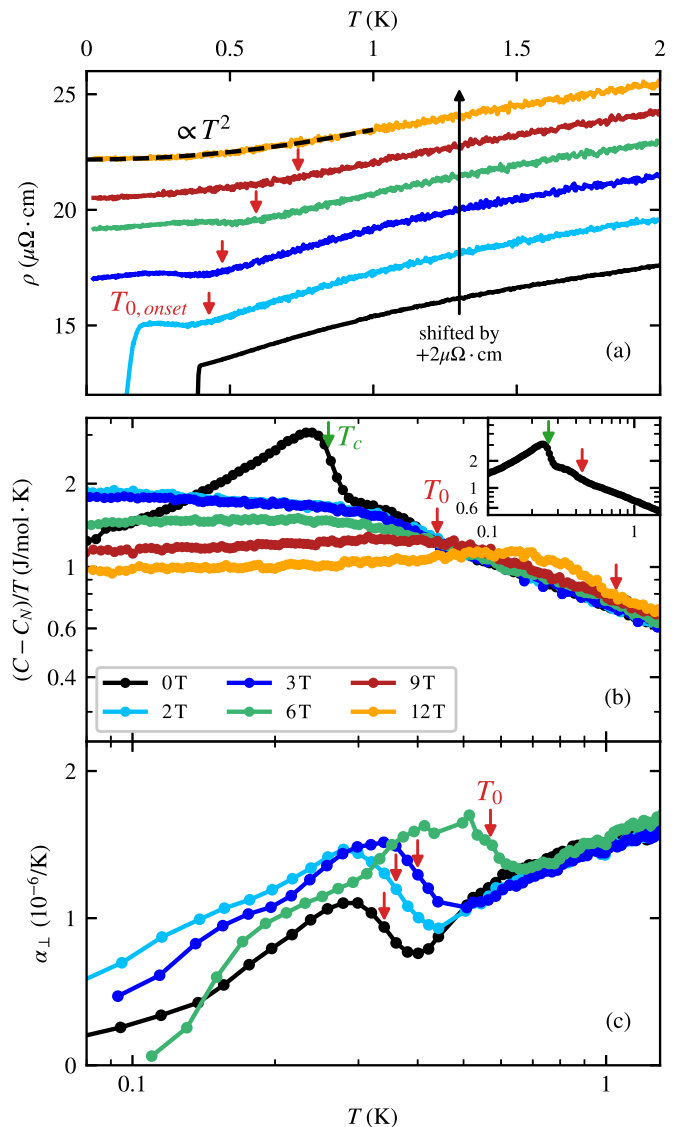 T (K)
0 0.5 1 1.5 2
25
20
15
ρ (μΩ · cm)
∝T²
T₀,ₒₙₛₑₜ
shifted by
+2μΩ · cm
(a)
T_c
T₀
2
1
0.6
0.1 1
2
1
0.6
0.4
(C − C_N)/T (J/mol · K)
0 T 3 T 9 T
2 T 6 T 12 T
(b)
2
1
0
α⊥ (10⁻⁶/K)
T₀
(c)
0.1 1
T (K)